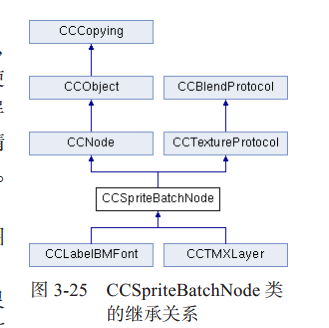 CCCopying
CCObject
CCBlendProtocol
CCNode
CCTextureProtocol
CCSpriteBatchNode
CCLabelBMFont
CCTMXLayer
图 3-25 CCSpriteBatchNode 类
的继承关系